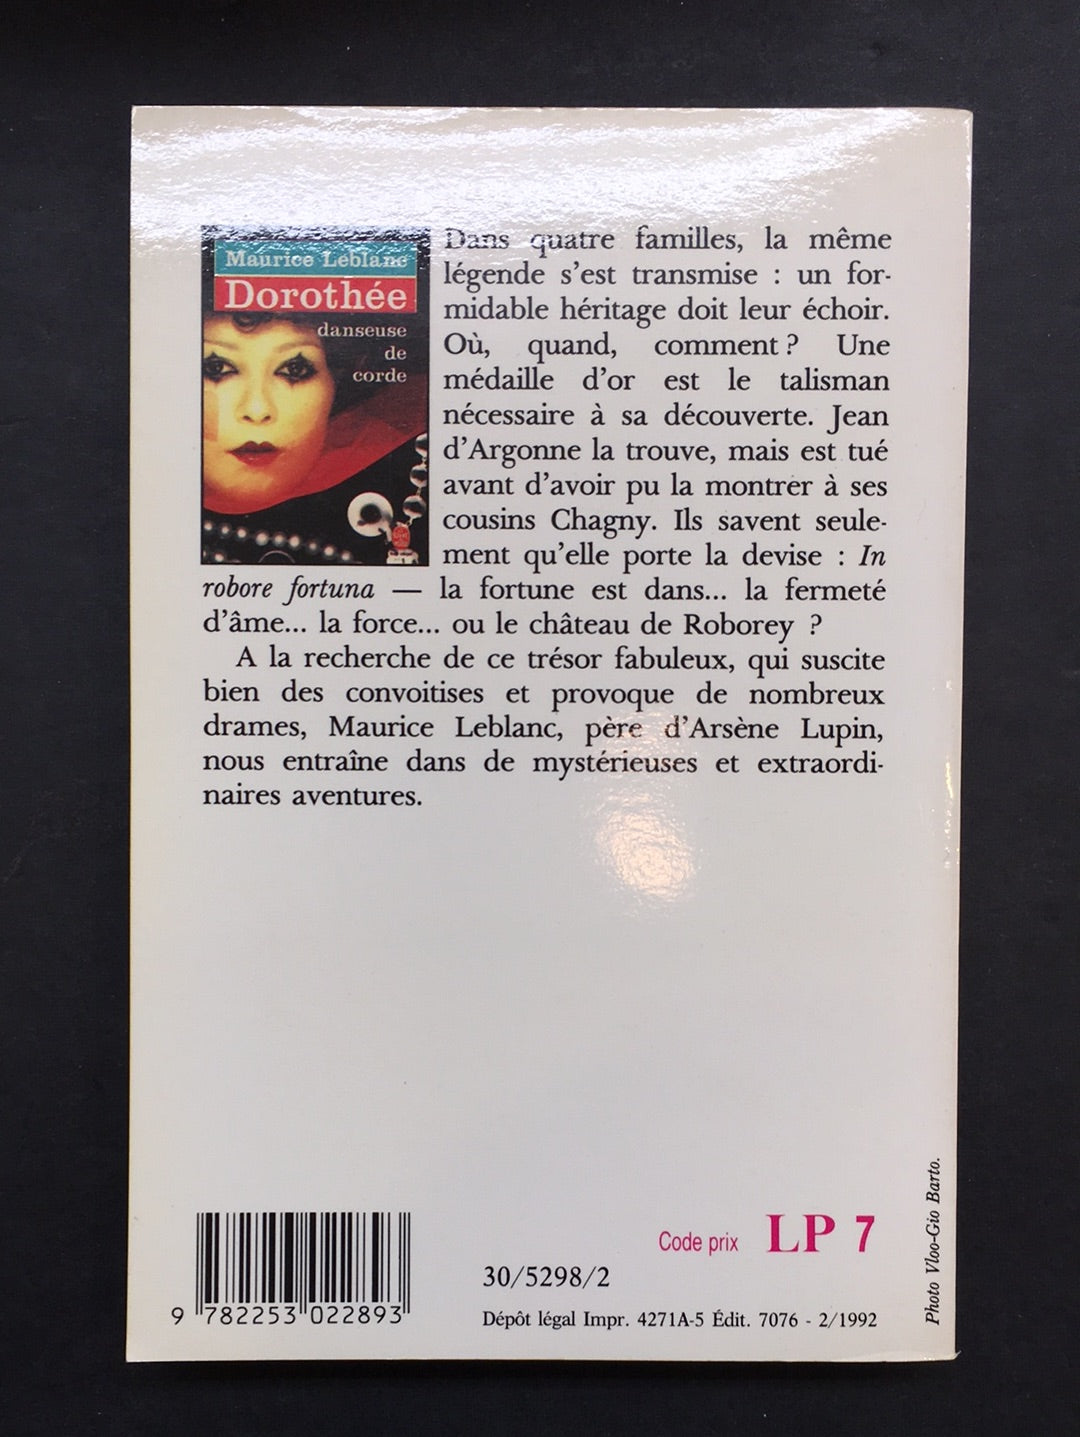 Maurice Leblanc
Dorothée
danseuse
de
corde
Dans quatre familles, la même
légende s'est transmise : un for-
midable héritage doit leur échoir.
Où, quand, comment ? Une
médaille d'or est le talisman
nécessaire à sa découverte. Jean
d'Argonne la trouve, mais est tué
avant d'avoir pu la montrer à ses
cousins Chagny. Ils savent seule-
ment qu'elle porte la devise : In
robore fortuna — la fortune est dans... la fermeté
d'âme... la force... ou le château de Roborey ?
A la recherche de ce trésor fabuleux, qui suscite
bien des convoitises et provoque de nombreux
drames, Maurice Leblanc, père d'Arsène Lupin,
nous entraîne dans de mystérieuses et extraordi-
naires aventures.
Photo Vloo-Gio Barto.
Code prix LP 7
30/5298/2
9 782253 022893
Dépôt légal Impr. 4271A-5 Édit. 7076 - 2/1992